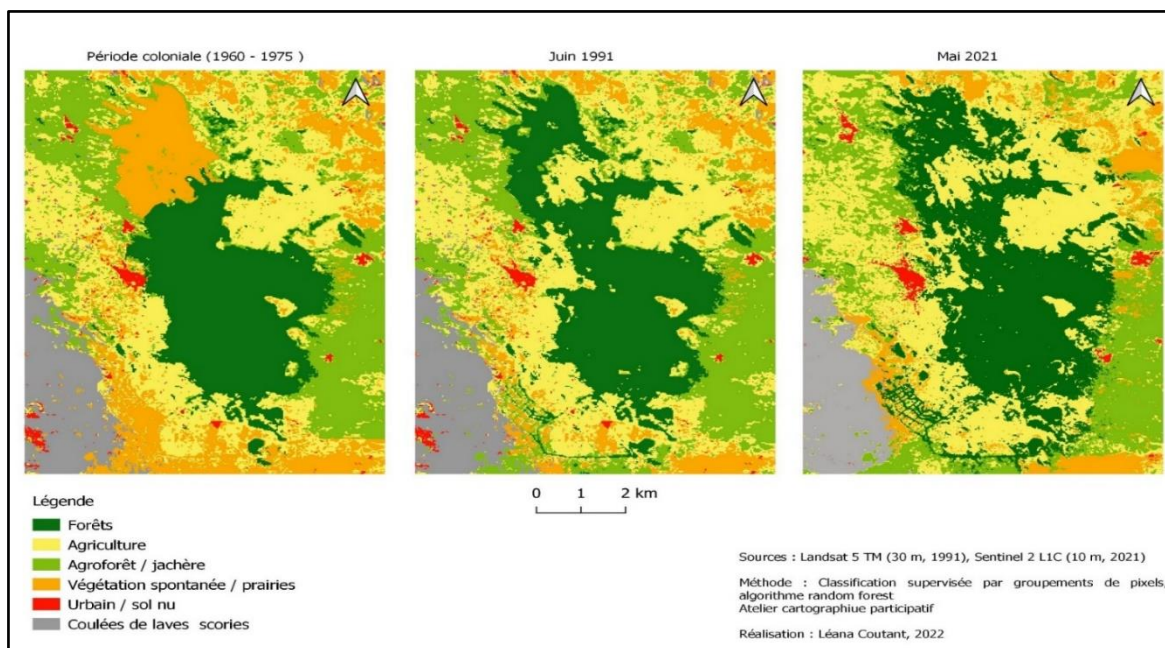 Période coloniale (1960 - 1975 )
Juin 1991
Mai 2021
0 1 2 km
Légende
Forêts
Agriculture
Agroforêt / jachère
Végétation spontanée / prairies
Urbain / sol nu
Coulées de laves scories
Sources : Landsat 5 TM (30 m, 1991), Sentinel 2 L1C (10 m, 2021)
Méthode : Classification supervisée par groupements de pixels,
algorithme random forest
Atelier cartographiue participatif
Réalisation : Léana Coutant, 2022